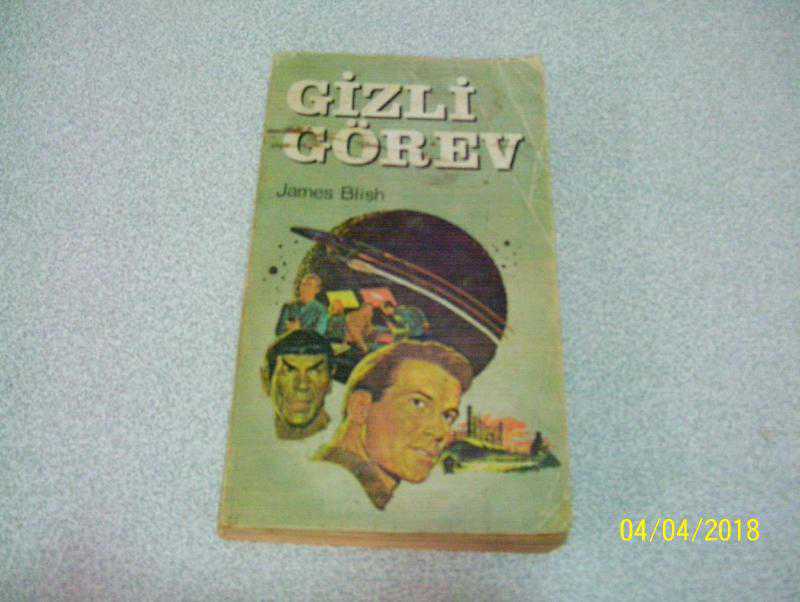 GİZLİ
GÖREV
James Blish
04/04/2018